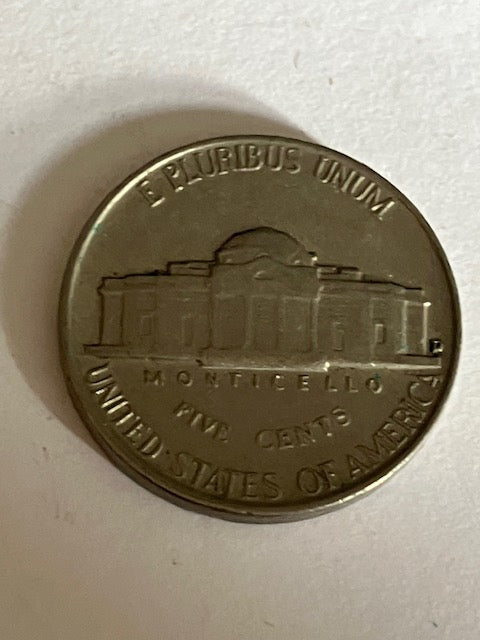 E PLURIBUS UNUM
MONTICELLO
FIVE CENTS
UNITED·STATES OF AMERICA